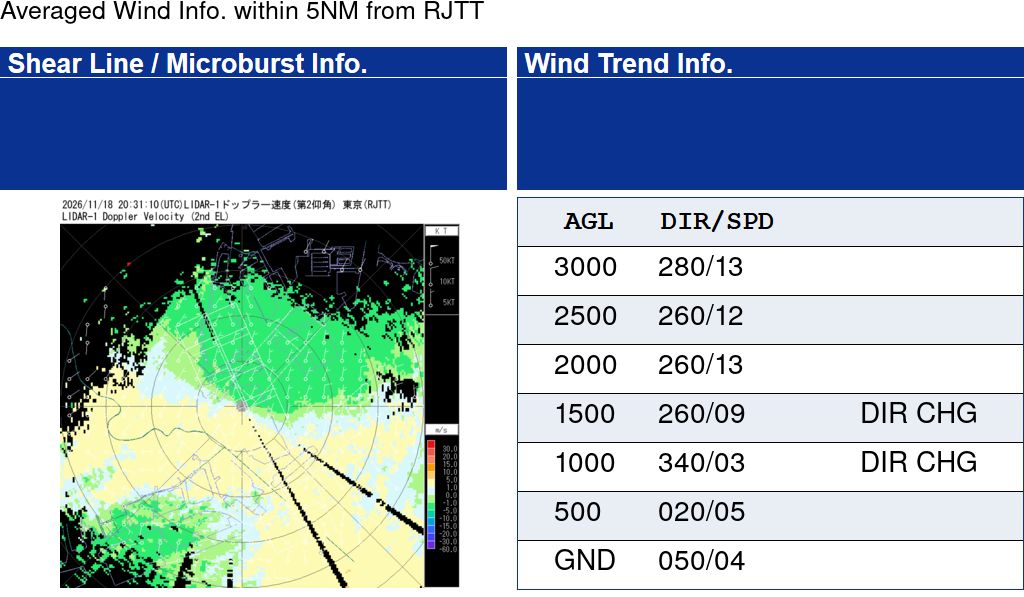 Averaged Wind Info. within 5NM from RJTT
Shear Line / Microburst Info.
Wind Trend Info.
2026/11/18 20:31:10(UTC)LIDAR-1ドップラー速度(第2仰角) 東京(RJTT)
LIDAR-1 Doppler Velocity (2nd EL)
KT
50KT
10KT
5KT
m/s
30.0
20.0
15.0
10.0
5.0
1.0
0.0
-1.0
-5.0
-10.0
-15.0
-20.0
-30.0
-60.0
AGL DIR/SPD
3000 280/13
2500 260/12
2000 260/13
1500 260/09 DIR CHG
1000 340/03 DIR CHG
500 020/05
GND 050/04